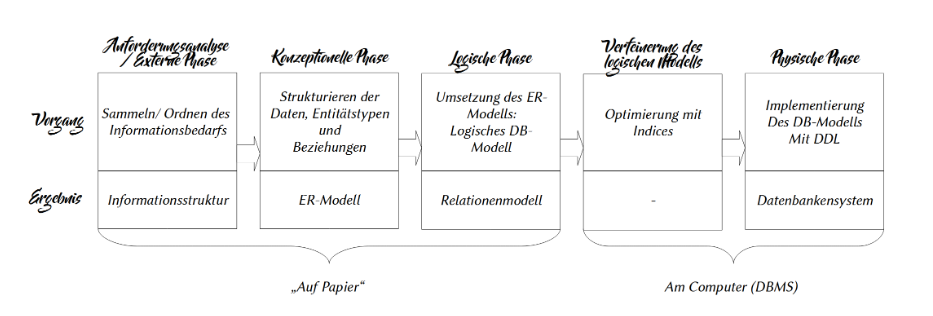 Anforderungsanalyse
/ Externe Phase
Konzeptionelle Phase
Logische Phase
Verfeinerung des
logischen Modells
Physische Phase
Vorgang
Sammeln/ Ordnen des
Informationsbedarfs
Strukturieren der
Daten, Entitätstypen
und
Beziehungen
Umsetzung des ER-
Modells:
Logisches DB-
Modell
Optimierung mit
Indices
Implementierung
Des DB-Modells
Mit DDL
Ergebnis
Informationsstruktur
ER-Modell
Relationenmodell
-
Datenbankensystem
„Auf Papier“
Am Computer (DBMS)